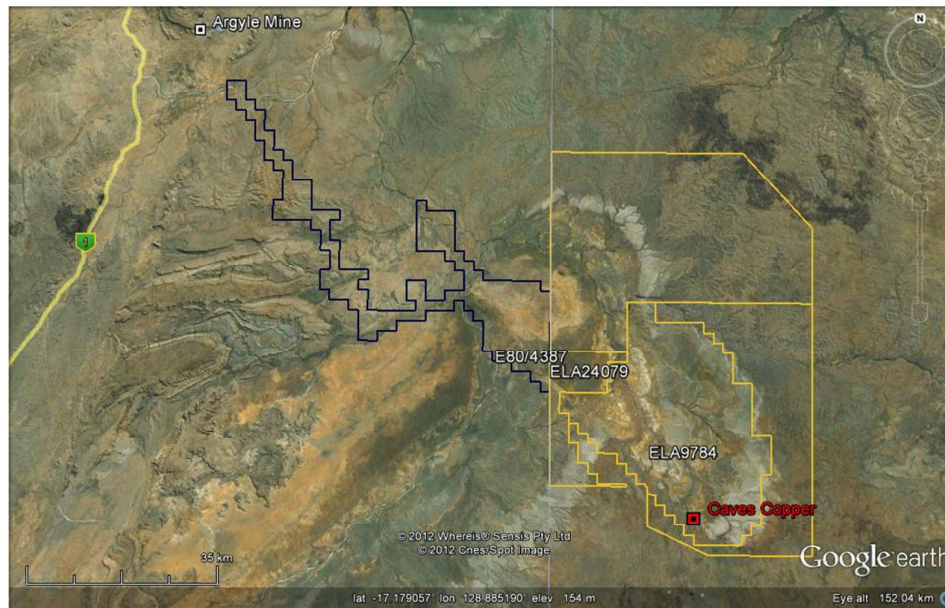 N
Argyle Mine
1
E80/4387
ELA24079
ELA9784
Caves Copper
© 2012 Whereis® Sensis Pty Ltd
© 2012 Cnes/Spot Image
Google earth
35 km
lat -17.179057° lon 128.885190° elev 154 m
Eye alt 152.04 km